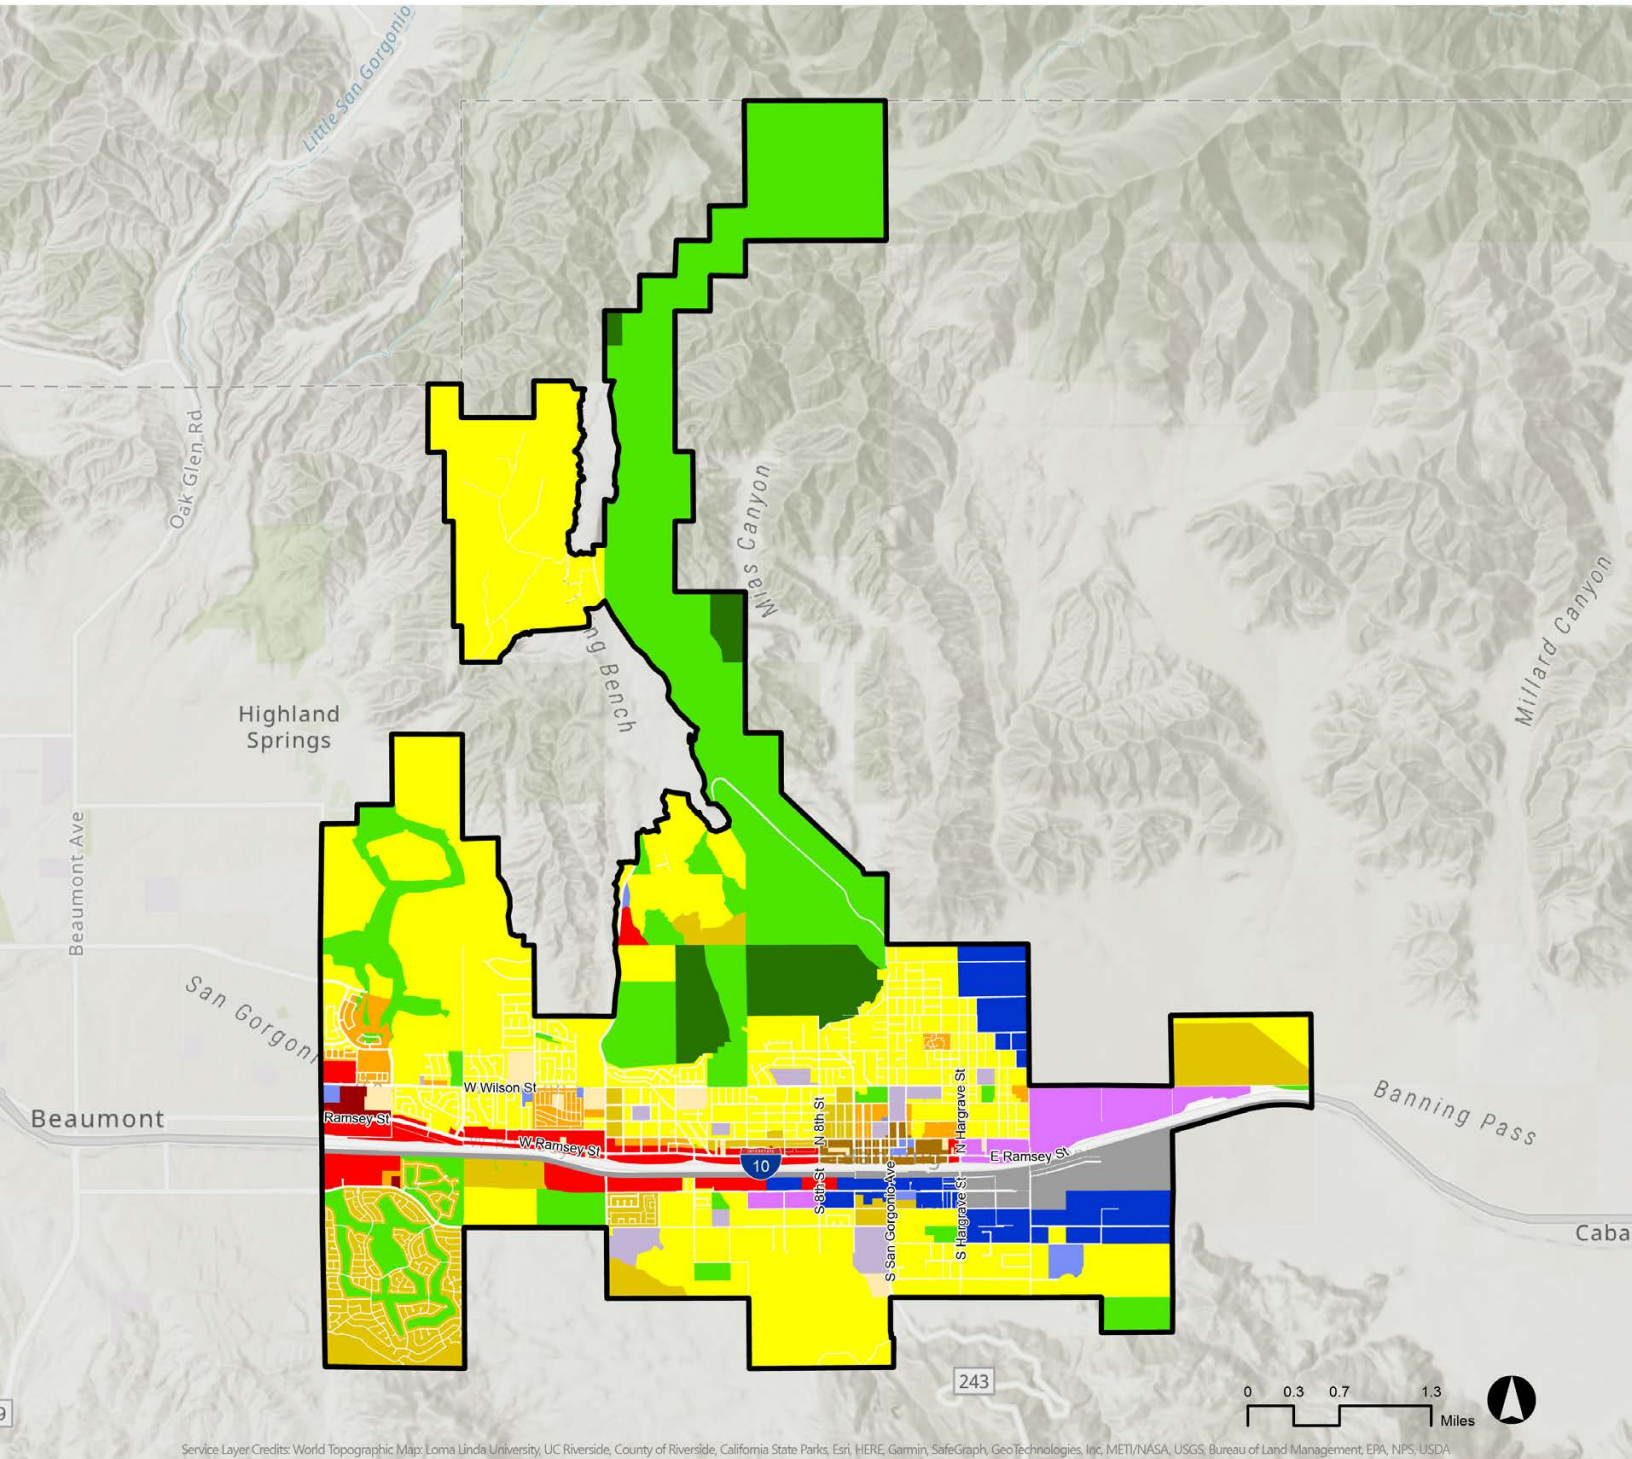 Little San Gorgonio
Oak Glen Rd
Mias Canyon
Millard Canyon
ng Bench
Highland
Springs
Beaumont Ave
San Gorgon
W Wilson St
Beaumont
Ramsey St
W Ramsey St
INTERSTATE
10
N 8th St
N Hargrave St
E Ramsey St
Banning Pass
S 8th St
S San Gorgonio Ave
S Hargrave St
Caba
243
9
0 0.3 0.7 1.3
Miles
Service Layer Credits: World Topographic Map: Loma Linda University, UC Riverside, County of Riverside, California State Parks, Esri, HERE, Garmin, SafeGraph, GeoTechnologies, Inc, METI/NASA, USGS, Bureau of Land Management, EPA, NPS, USDA